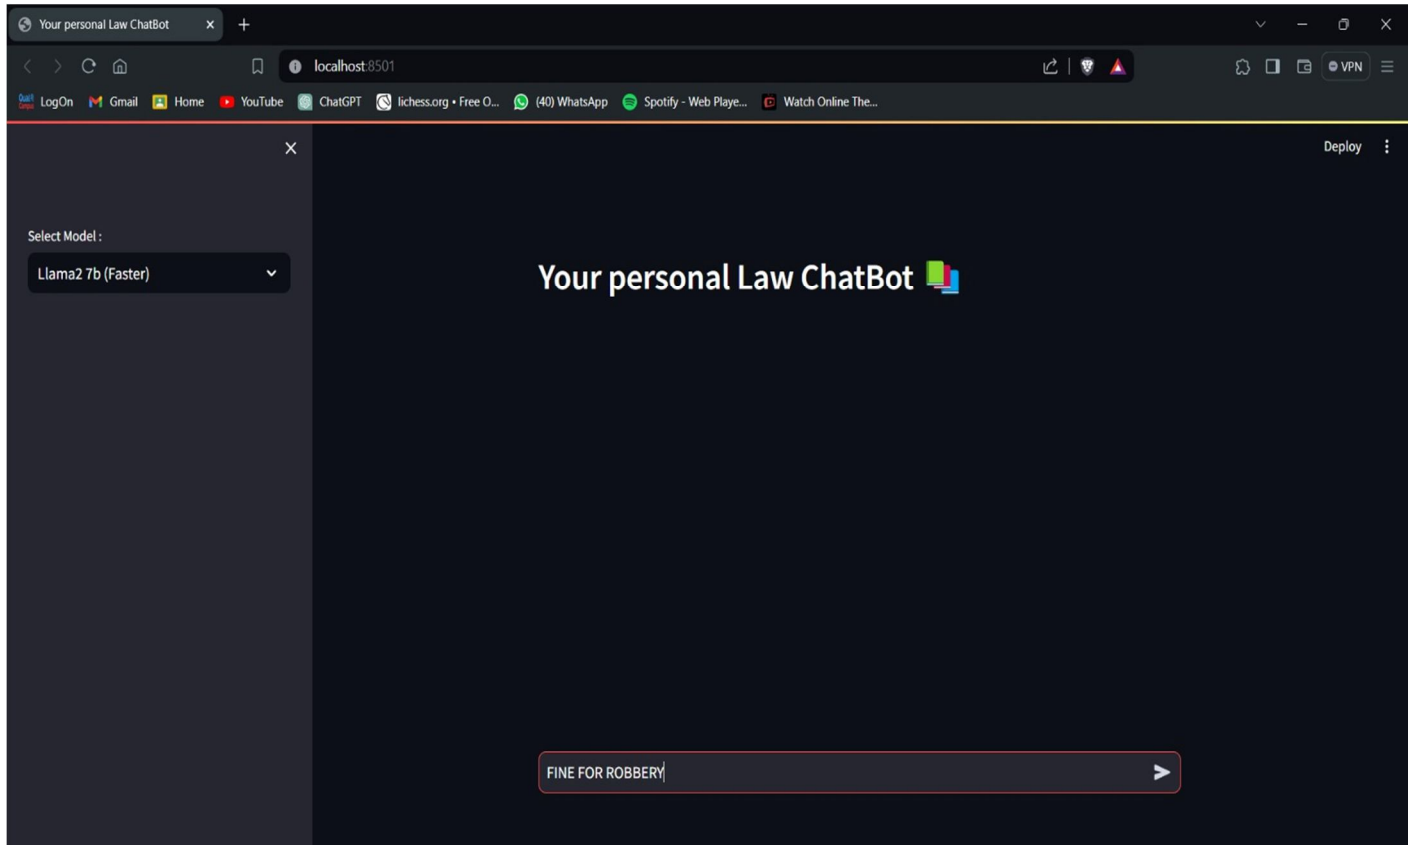 Your personal Law ChatBot
localhost:8501
VPN
LogOn Gmail Home YouTube ChatGPT lichess.org • Free O... (40) WhatsApp Spotify - Web Playe... Watch Online The...
Deploy
Select Model :
Llama2 7b (Faster)
Your personal Law ChatBot
FINE FOR ROBBERY